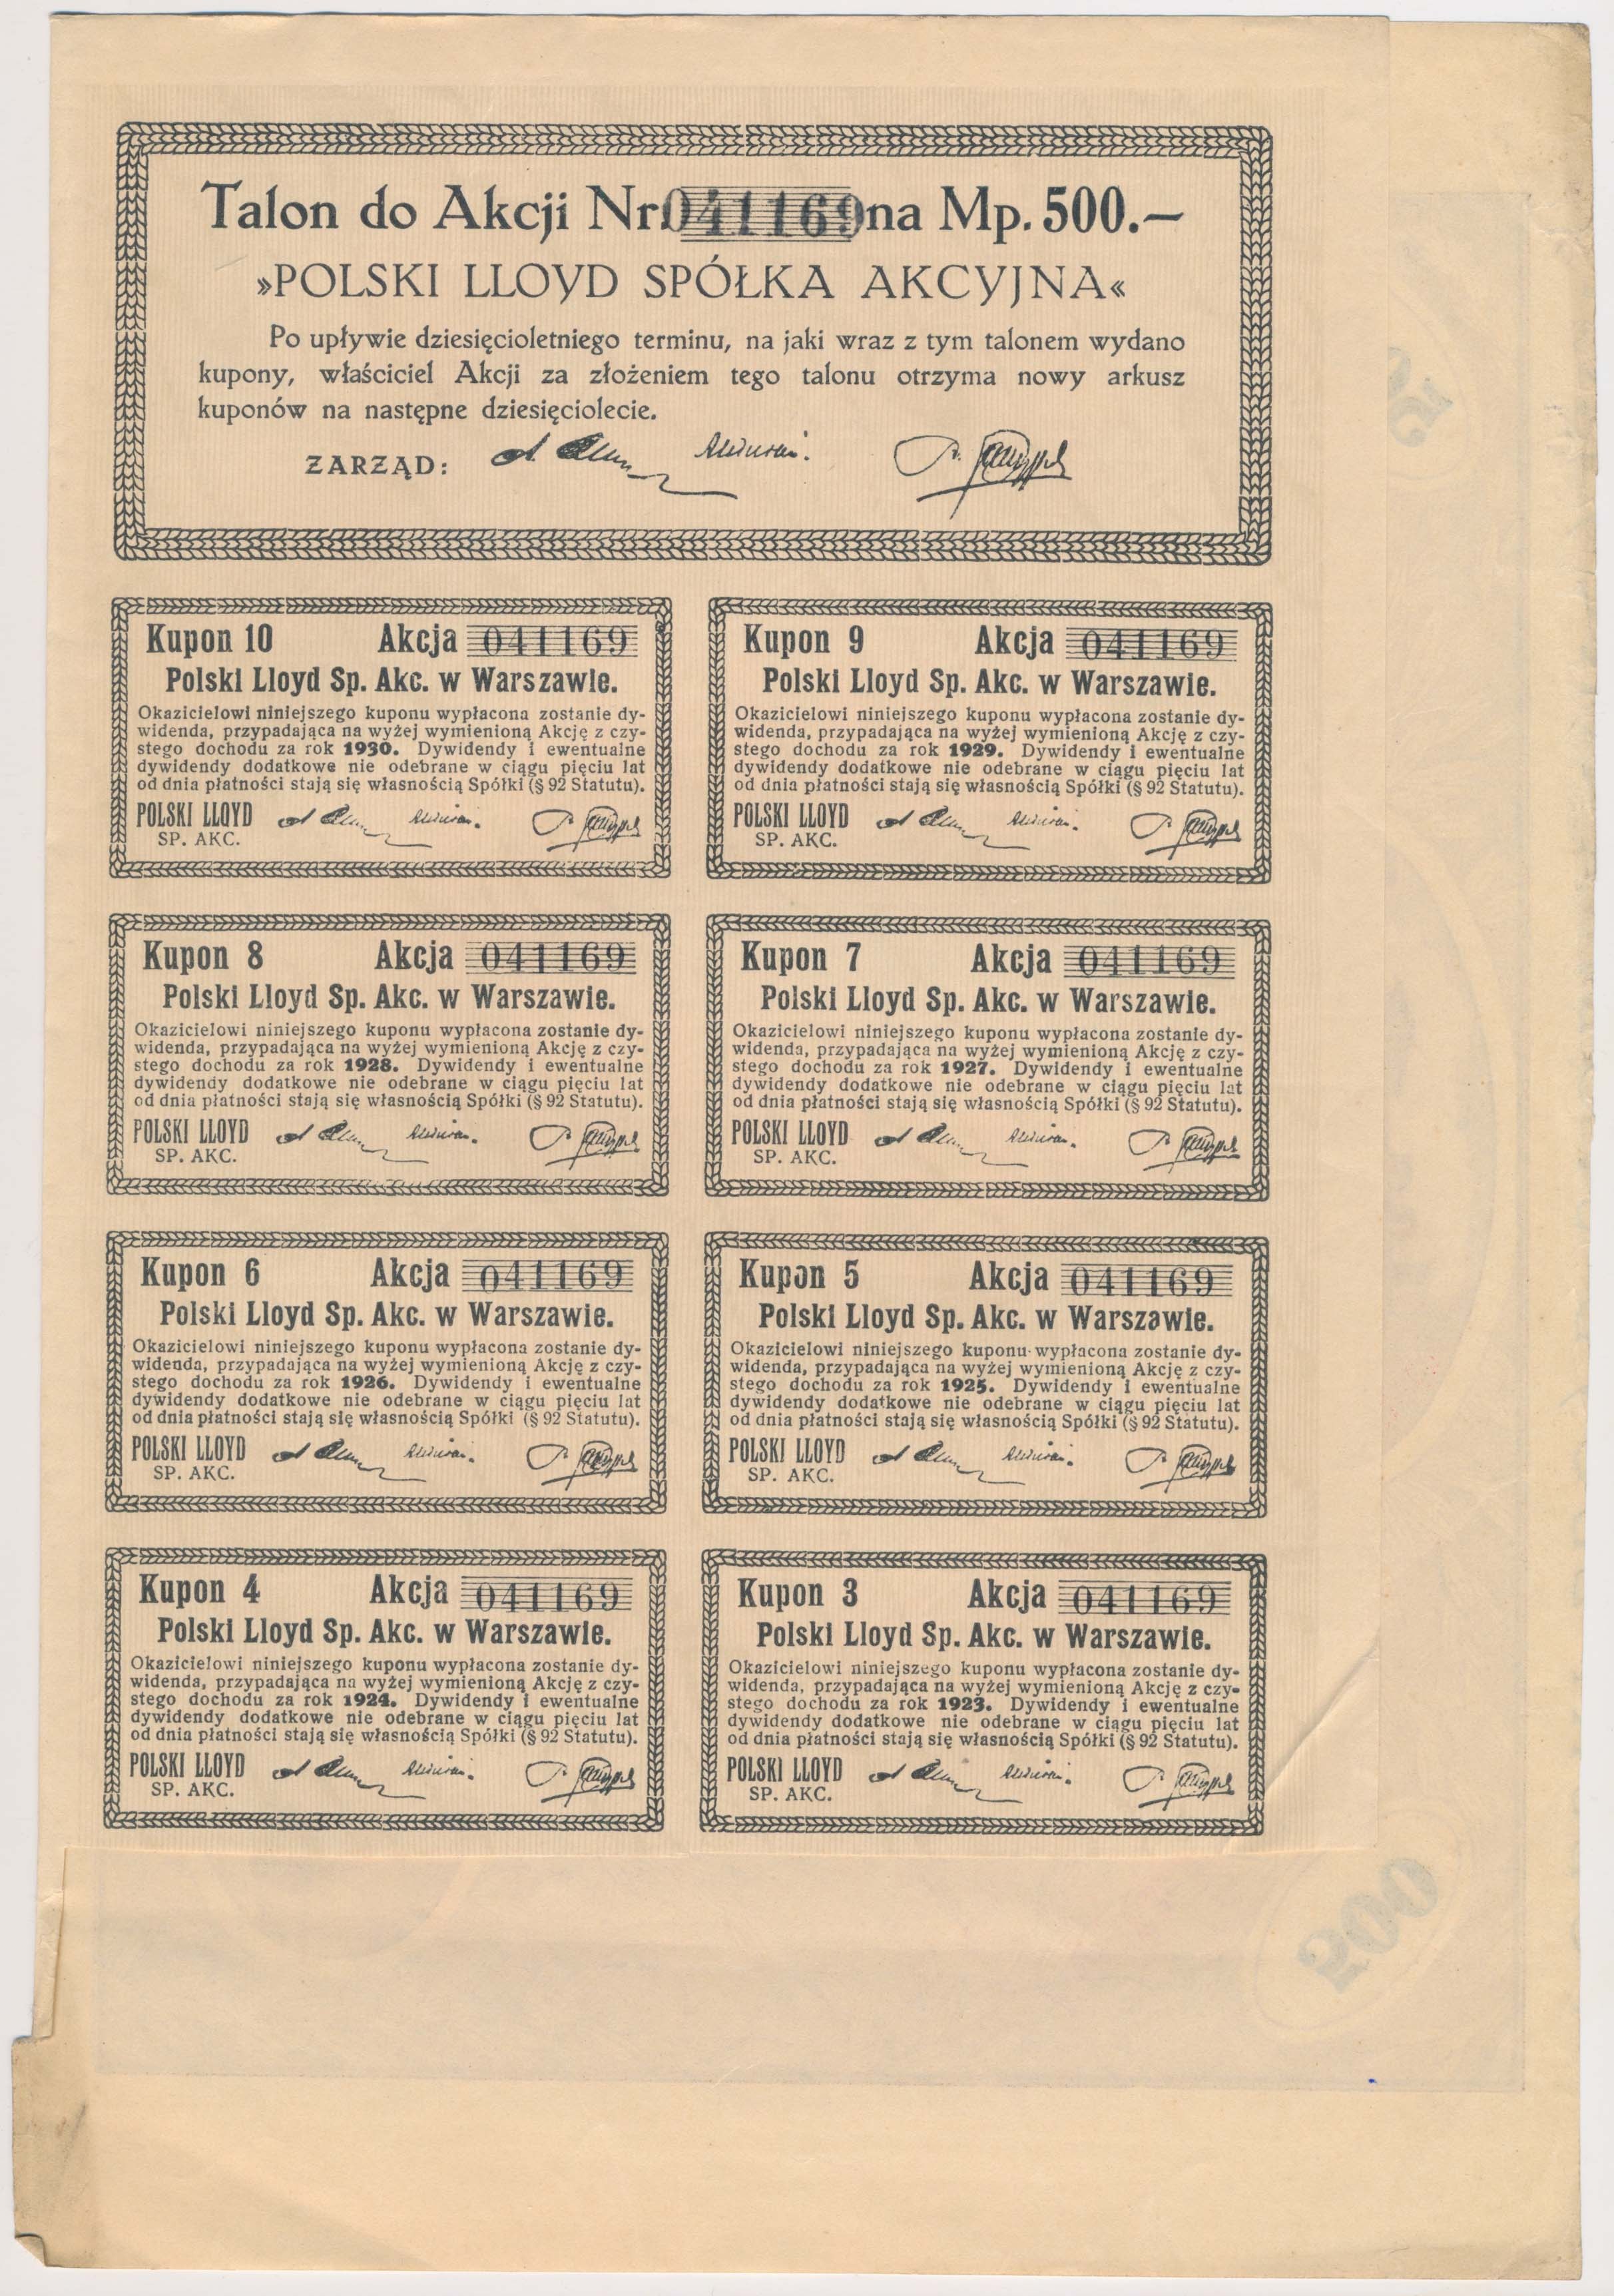 Talon do Akcji Nr 041169 na Mp. 500.—
»POLSKI LLOYD SPÓŁKA AKCYJNA«
Po upływie dziesięcioletniego terminu, na jaki wraz z tym talonem wydano
kupony, właściciel Akcji za złożeniem tego talonu otrzyma nowy arkusz
kuponów na następne dziesięciolecie.
ZARZĄD:
Kupon 10 Akcja 041169
Polski Lloyd Sp. Akc. w Warszawie.
Okazicielowi niniejszego kuponu wypłacona zostanie dy-
widenda, przypadająca na wyżej wymienioną Akcję z czy-
stego dochodu za rok 1930. Dywidendy i ewentualne
dywidendy dodatkowe nie odebrane w ciągu pięciu lat
od dnia płatności stają się własnością Spółki (§ 92 Statutu).
POLSKI LLOYD
SP. AKC.
Kupon 9 Akcja 041169
Polski Lloyd Sp. Akc. w Warszawie.
Okazicielowi niniejszego kuponu wypłacona zostanie dy-
widenda, przypadająca na wyżej wymienioną Akcję z czy-
stego dochodu za rok 1929. Dywidendy i ewentualne
dywidendy dodatkowe nie odebrane w ciągu pięciu lat
od dnia płatności stają się własnością Spółki (§ 92 Statutu).
POLSKI LLOYD
SP. AKC.
Kupon 8 Akcja 041169
Polski Lloyd Sp. Akc. w Warszawie.
Okazicielowi niniejszego kuponu wypłacona zostanie dy-
widenda, przypadająca na wyżej wymienioną Akcję z czy-
stego dochodu za rok 1928. Dywidendy i ewentualne
dywidendy dodatkowe nie odebrane w ciągu pięciu lat
od dnia płatności stają się własnością Spółki (§ 92 Statutu).
POLSKI LLOYD
SP. AKC.
Kupon 7 Akcja 041169
Polski Lloyd Sp. Akc. w Warszawie.
Okazicielowi niniejszego kuponu wypłacona zostanie dy-
widenda, przypadająca na wyżej wymienioną Akcję z czy-
stego dochodu za rok 1927. Dywidendy i ewentualne
dywidendy dodatkowe nie odebrane w ciągu pięciu lat
od dnia płatności stają się własnością Spółki (§ 92 Statutu).
POLSKI LLOYD
SP. AKC.
Kupon 6 Akcja 041169
Polski Lloyd Sp. Akc. w Warszawie.
Okazicielowi niniejszego kuponu wypłacona zostanie dy-
widenda, przypadająca na wyżej wymienioną Akcję z czy-
stego dochodu za rok 1926. Dywidendy i ewentualne
dywidendy dodatkowe nie odebrane w ciągu pięciu lat
od dnia płatności stają się własnością Spółki (§ 92 Statutu).
POLSKI LLOYD
SP. AKC.
Kupon 5 Akcja 041169
Polski Lloyd Sp. Akc. w Warszawie.
Okazicielowi niniejszego kuponu wypłacona zostanie dy-
widenda, przypadająca na wyżej wymienioną Akcję z czy-
stego dochodu za rok 1925. Dywidendy i ewentualne
dywidendy dodatkowe nie odebrane w ciągu pięciu lat
od dnia płatności stają się własnością Spółki (§ 92 Statutu).
POLSKI LLOYD
SP. AKC.
Kupon 4 Akcja 041169
Polski Lloyd Sp. Akc. w Warszawie.
Okazicielowi niniejszego kuponu wypłacona zostanie dy-
widenda, przypadająca na wyżej wymienioną Akcję z czy-
stego dochodu za rok 1924. Dywidendy i ewentualne
dywidendy dodatkowe nie odebrane w ciągu pięciu lat
od dnia płatności stają się własnością Spółki (§ 92 Statutu).
POLSKI LLOYD
SP. AKC.
Kupon 3 Akcja 041169
Polski Lloyd Sp. Akc. w Warszawie.
Okazicielowi niniejszego kuponu wypłacona zostanie dy-
widenda, przypadająca na wyżej wymienioną Akcję z czy-
stego dochodu za rok 1923. Dywidendy i ewentualne
dywidendy dodatkowe nie odebrane w ciągu pięciu lat
od dnia płatności stają się własnością Spółki (§ 92 Statutu).
POLSKI LLOYD
SP. AKC.
500